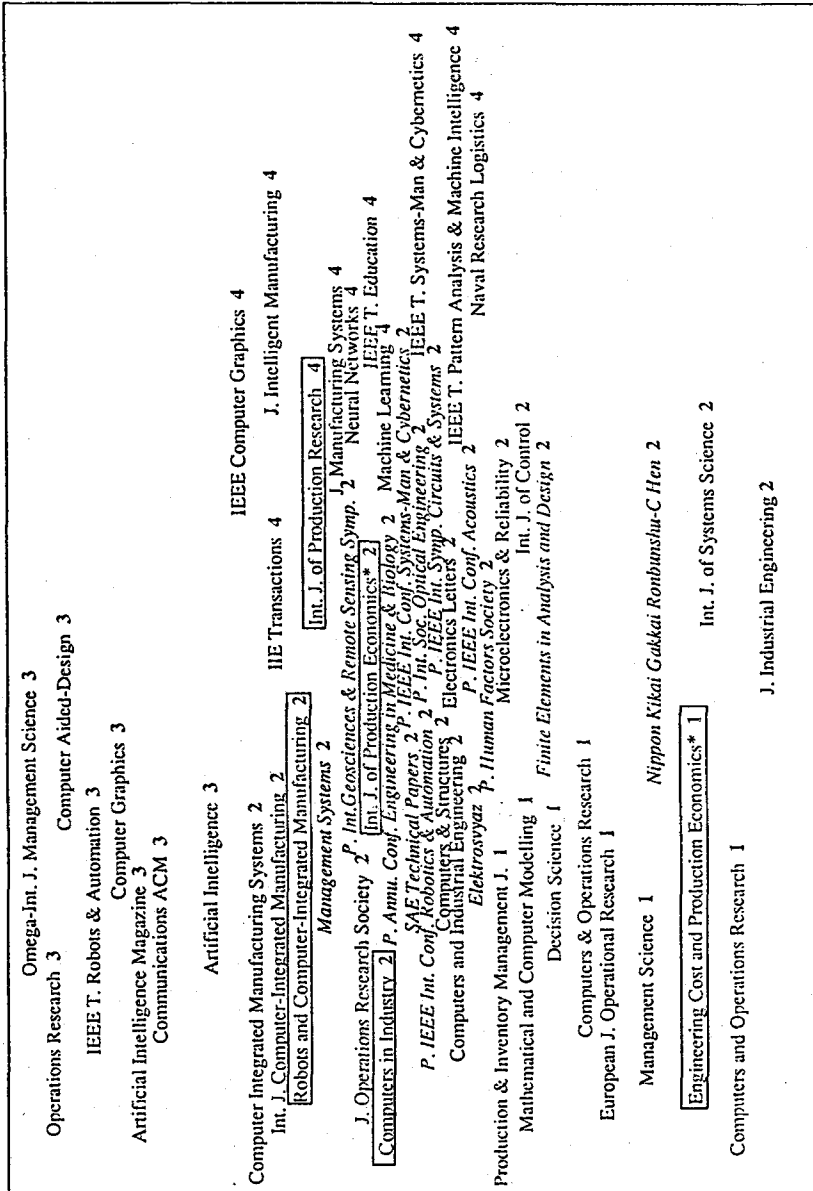 Omega-Int. J. Management Science 3
Operations Research 3
Computer Aided-Design 3
IEEE T. Robots & Automation 3
Computer Graphics 3
Artificial Intelligence Magazine 3
Communications ACM 3
Artificial Intelligence 3
IEEE Computer Graphics 4
Computer Integrated Manufacturing Systems 2
IIE Transactions 4
J. Intelligent Manufacturing 4
Int. J. Computer-Integrated Manufacturing 2
Robots and Computer-Integrated Manufacturing 2
Int. J. of Production Research 4
Management Systems 2
J. Manufacturing Systems 4
P. Int.Geosciences & Remote Sensing Symp. 2
Neural Networks 4
J. Operations Research Society 2
Int. J. of Production Economics* 2
IEEE T. Education 4
Computers in Industry 2
P. Annu. Conf. Engineering in Medicine & Biology 2
Machine Learning 4
SAE Technical Papers 2
P. IEEE Int. Conf. Systems-Man & Cybernetics 2
IEEE T. Systems-Man & Cybernetics 4
P. IEEE Int. Conf. Robotics & Automation 2
P. Int. Soc. Optical Engineering 2
Computers & Structures 2
P. IEEE Int. Symp. Circuits & Systems 2
Computers and Industrial Engineering 2
Electronics Letters 2
IEEE T. Pattern Analysis & Machine Intelligence 4
Elektrosvyaz 2
P. IEEE Int. Conf. Acoustics 2
Naval Research Logistics 4
P. Human Factors Society 2
Production & Inventory Management J. 1
Microelectronics & Reliability 2
Mathematical and Computer Modelling 1
Int. J. of Control 2
Decision Science 1
Finite Elements in Analysis and Design 2
Computers & Operations Research 1
European J. Operational Research 1
Management Science 1
Nippon Kikai Gakkai Ronbunshu-C Hen 2
Engineering Cost and Production Economics* 1
Int. J. of Systems Science 2
Computers and Operations Research 1
J. Industrial Engineering 2